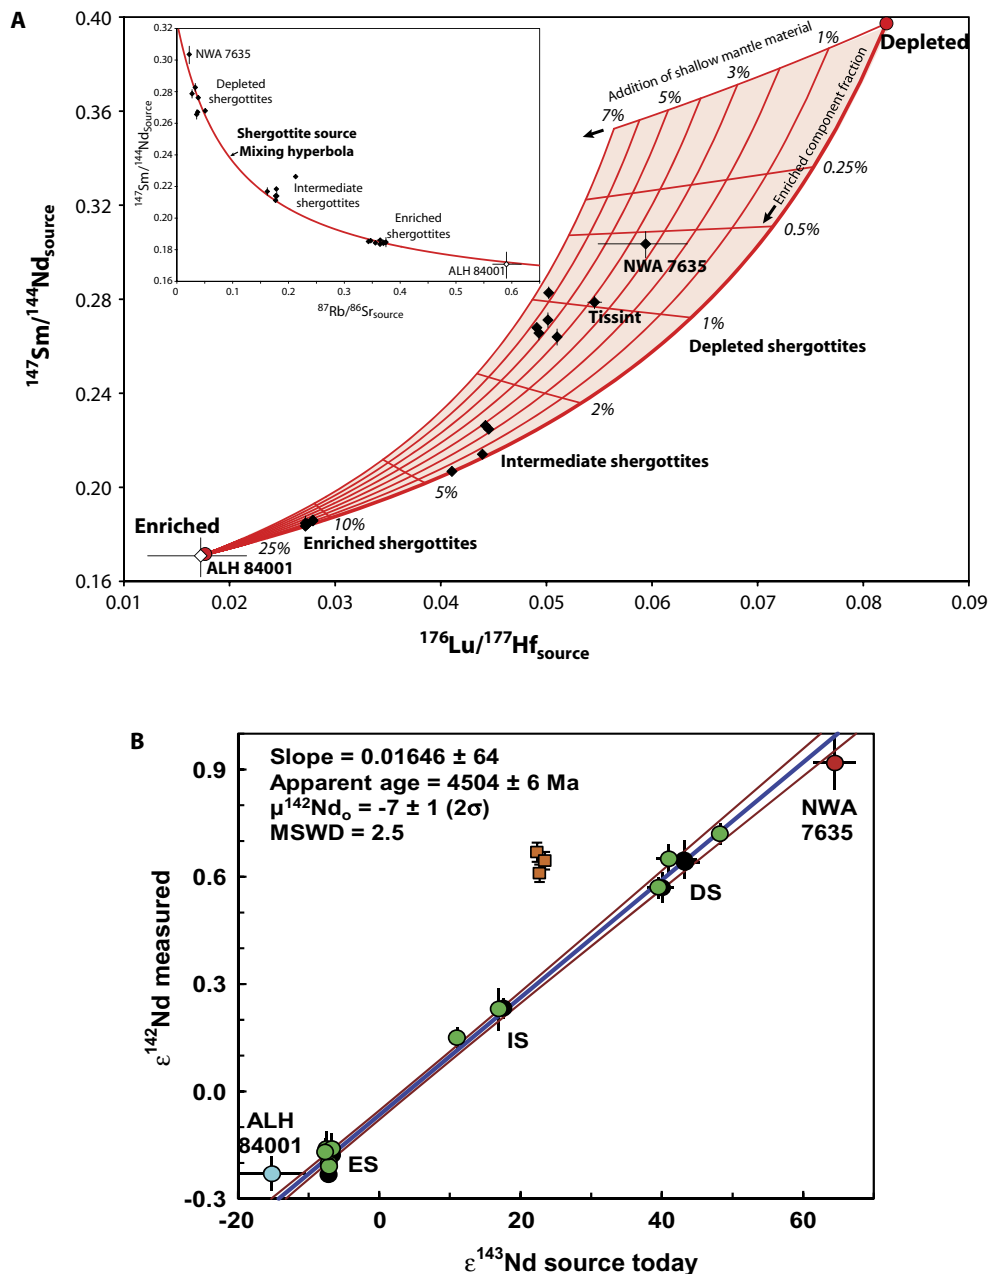 A
0.40
0.36
0.32
0.28
0.24
0.20
0.16
147Sm/144Ndsource
0.01
0.02
0.03
0.04
0.05
0.06
0.07
0.08
0.09
176Lu/177Hfsource
0.32
0.30
0.28
0.26
0.24
0.22
0.20
0.18
0.16
147Sm/144Ndsource
0
0.1
0.2
0.3
0.4
0.5
0.6
87Rb/86Srsource
NWA 7635
Depleted
shergottites
Shergottite source
Mixing hyperbola
Intermediate
shergottites
Enriched
shergottites
ALH 84001
Addition of shallow mantle material
1%
3%
5%
7%
Depleted
Enriched component fraction
0.25%
0.5%
NWA 7635
Tissint
1%
Depleted shergottites
2%
Intermediate shergottites
5%
10%
Enriched shergottites
25%
Enriched
ALH 84001
B
Slope = 0.01646 ± 64
Apparent age = 4504 ± 6 Ma
μ142Ndo = -7 ± 1 (2σ)
MSWD = 2.5
0.9
0.6
0.3
0.0
-0.3
ε142Nd measured
NWA
7635
DS
IS
ALH
84001
ES
-20
0
20
40
60
ε143Nd source today